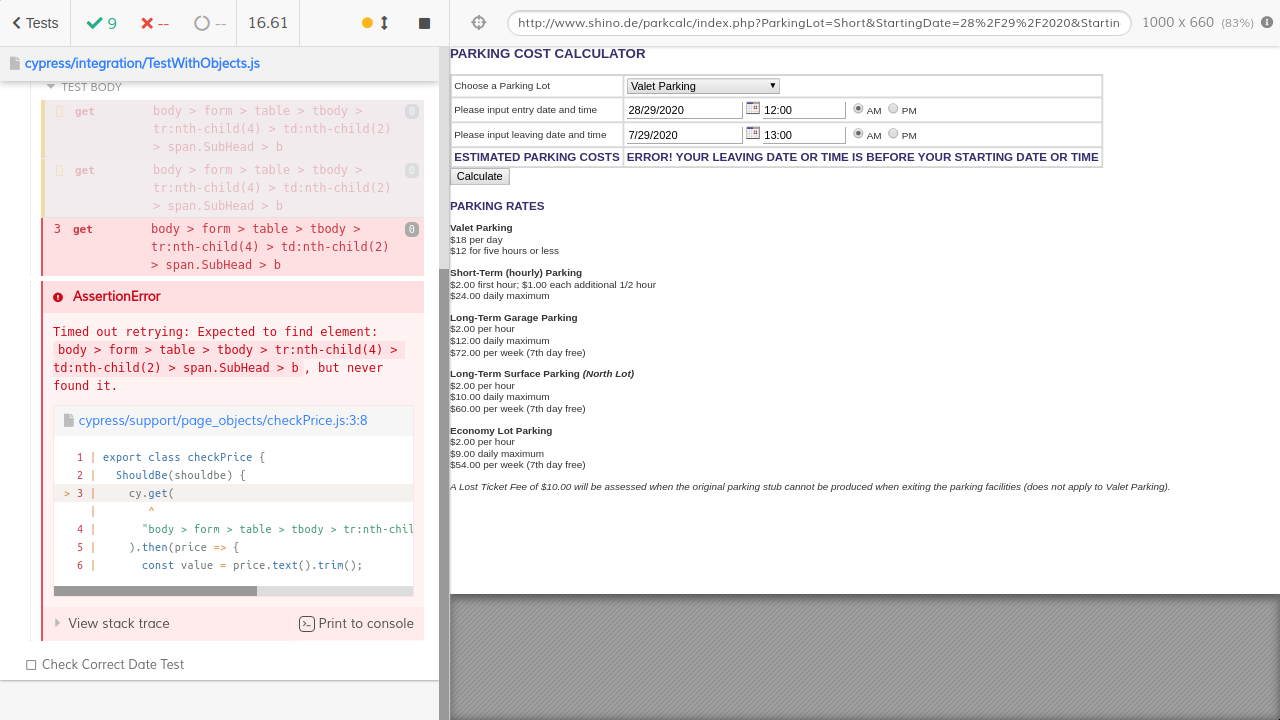 Tests 9 -- -- 16.61
http://www.shino.de/parkcalc/index.php?ParkingLot=Short&StartingDate=28%2F29%2F2020&Startin 1000 x 660 (83%)
cypress/integration/TestWithObjects.js
TEST BODY
get body > form > table > tbody > 0
tr:nth-child(4) > td:nth-child(2)
> span.SubHead > b
get body > form > table > tbody > 0
tr:nth-child(4) > td:nth-child(2)
> span.SubHead > b
3 get body > form > table > tbody > 0
tr:nth-child(4) > td:nth-child(2)
> span.SubHead > b
AssertionError
Timed out retrying: Expected to find element:
body > form > table > tbody > tr:nth-child(4) >
td:nth-child(2) > span.SubHead > b , but never
found it.
cypress/support/page_objects/checkPrice.js:3:8
1 | export class checkPrice {
2 | ShouldBe(shouldbe) {
> 3 | cy.get(
| ^
4 | "body > form > table > tbody > tr:nth-chil
5 | ).then(price => {
6 | const value = price.text().trim();
View stack trace Print to console
Check Correct Date Test
PARKING COST CALCULATOR
Choose a Parking Lot Valet Parking
Please input entry date and time 28/29/2020 12:00 AM PM
Please input leaving date and time 7/29/2020 13:00 AM PM
ESTIMATED PARKING COSTS ERROR! YOUR LEAVING DATE OR TIME IS BEFORE YOUR STARTING DATE OR TIME
Calculate
PARKING RATES
Valet Parking
$18 per day
$12 for five hours or less
Short-Term (hourly) Parking
$2.00 first hour; $1.00 each additional 1/2 hour
$24.00 daily maximum
Long-Term Garage Parking
$2.00 per hour
$12.00 daily maximum
$72.00 per week (7th day free)
Long-Term Surface Parking (North Lot)
$2.00 per hour
$10.00 daily maximum
$60.00 per week (7th day free)
Economy Lot Parking
$2.00 per hour
$9.00 daily maximum
$54.00 per week (7th day free)
A Lost Ticket Fee of $10.00 will be assessed when the original parking stub cannot be produced when exiting the parking facilities (does not apply to Valet Parking).